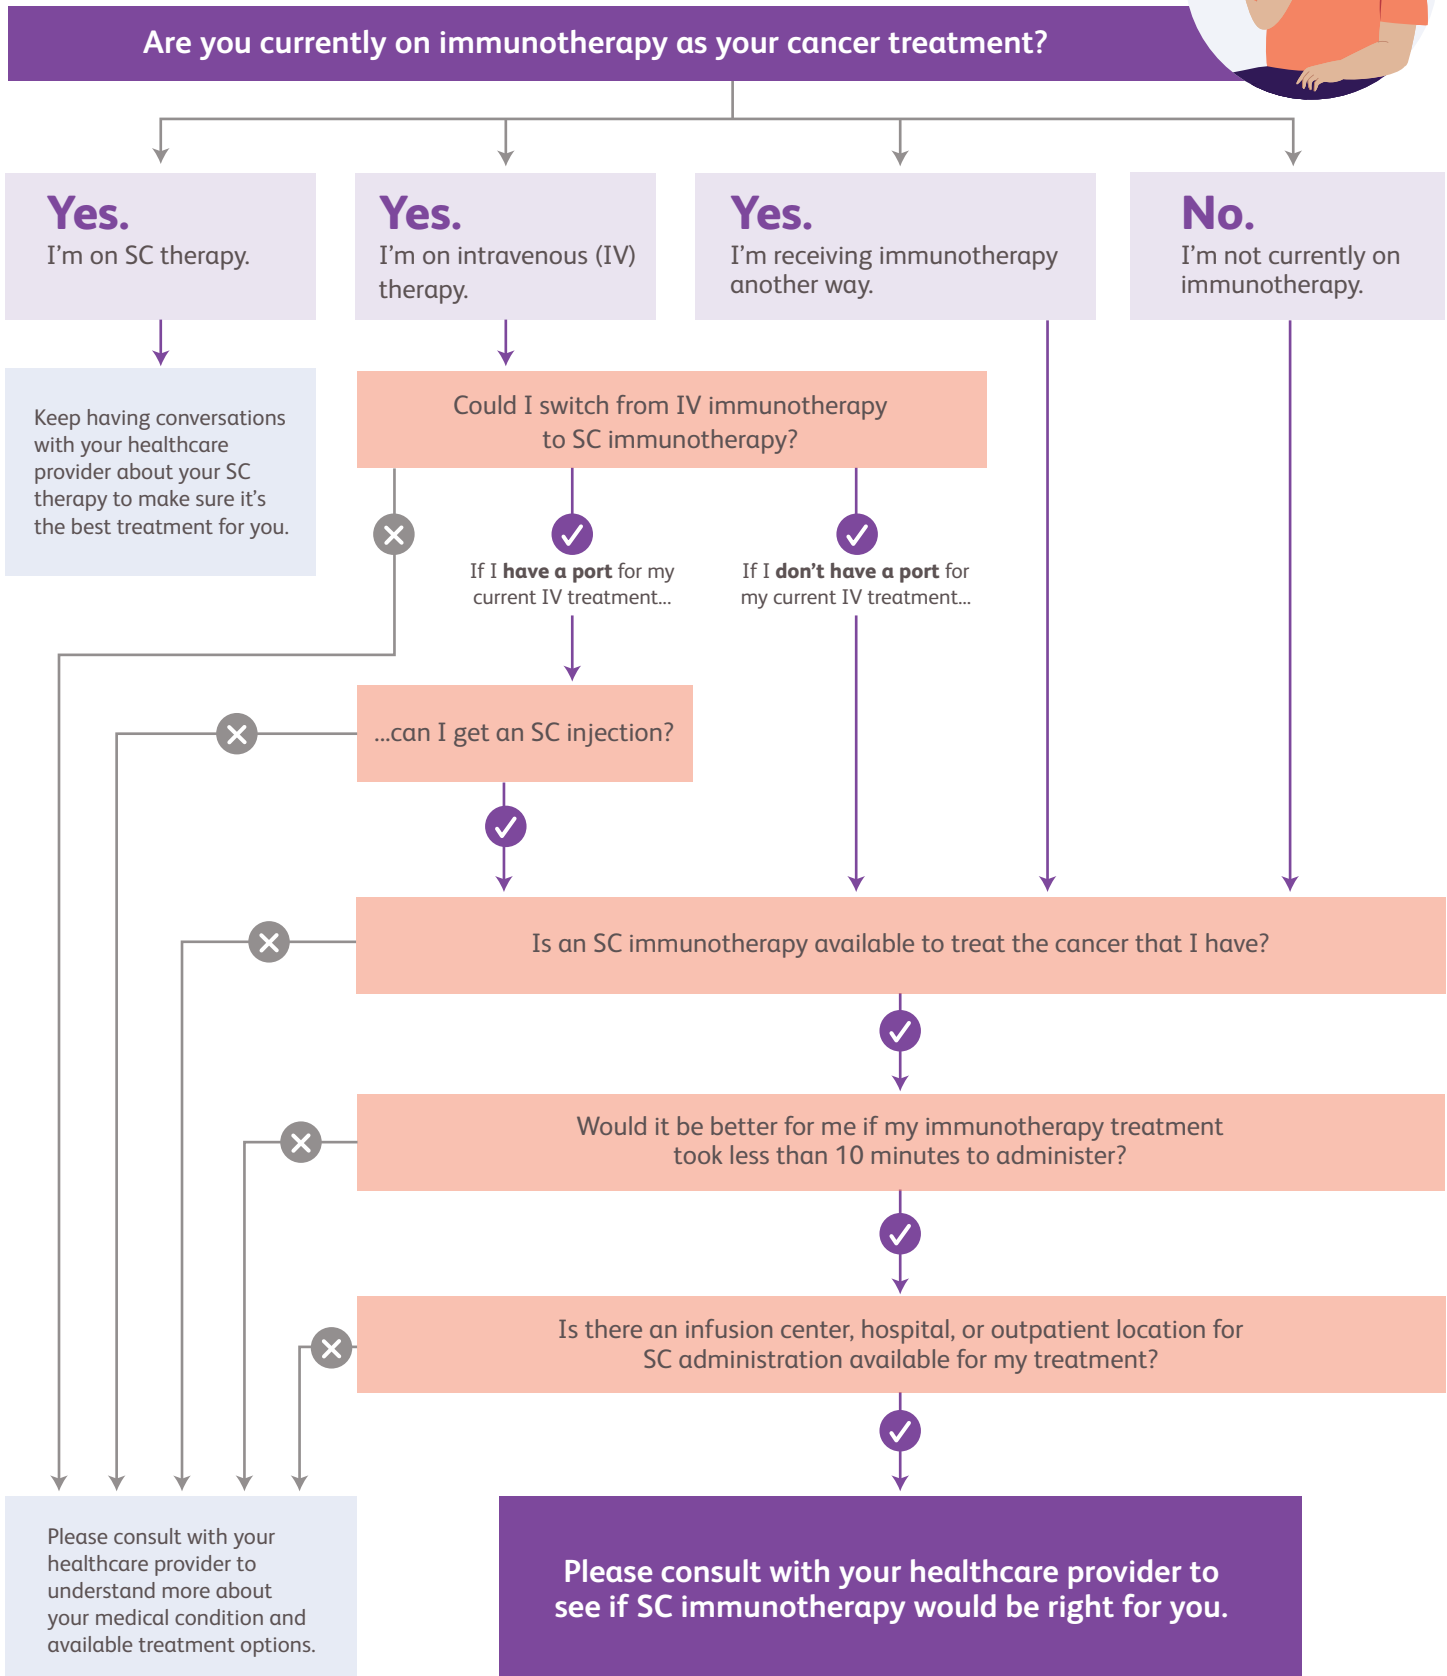 Are you currently on immunotherapy as your cancer treatment?
Yes.
I'm on SC therapy.
Yes.
I'm on intravenous (IV)
therapy.
Yes.
I'm receiving immunotherapy
another way.
No.
I'm not currently on
immunotherapy.
Keep having conversations
with your healthcare
provider about your SC
therapy to make sure it's
the best treatment for you.
Could I switch from IV immunotherapy
to SC immunotherapy?
If I have a port for my
current IV treatment...
If I don't have a port for
my current IV treatment...
...can I get an SC injection?
Is an SC immunotherapy available to treat the cancer that I have?
Would it be better for me if my immunotherapy treatment
took less than 10 minutes to administer?
Is there an infusion center, hospital, or outpatient location for
SC administration available for my treatment?
Please consult with your
healthcare provider to
understand more about
your medical condition and
available treatment options.
Please consult with your healthcare provider to
see if SC immunotherapy would be right for you.